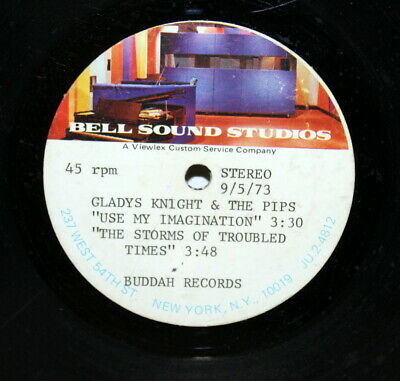 BELL SOUND STUDIOS
A Viewlex Custom Service Company
45 rpm
STEREO
9/5/73
GLADYS KNIGHT & THE PIPS
"USE MY IMAGINATION" 3:30
"THE STORMS OF TROUBLED
TIMES" 3:48
BUDDAH RECORDS
237 WEST 54TH ST. NEW YORK, N.Y., 10019 JU-2-4812